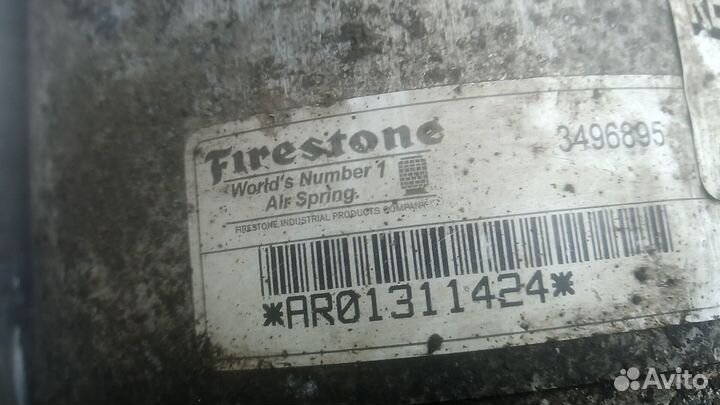 Firestone
3496895
World's Number 1
Air Spring.
FIRESTONE INDUSTRIAL PRODUCTS COMPANY
*AR01311424*
Avito